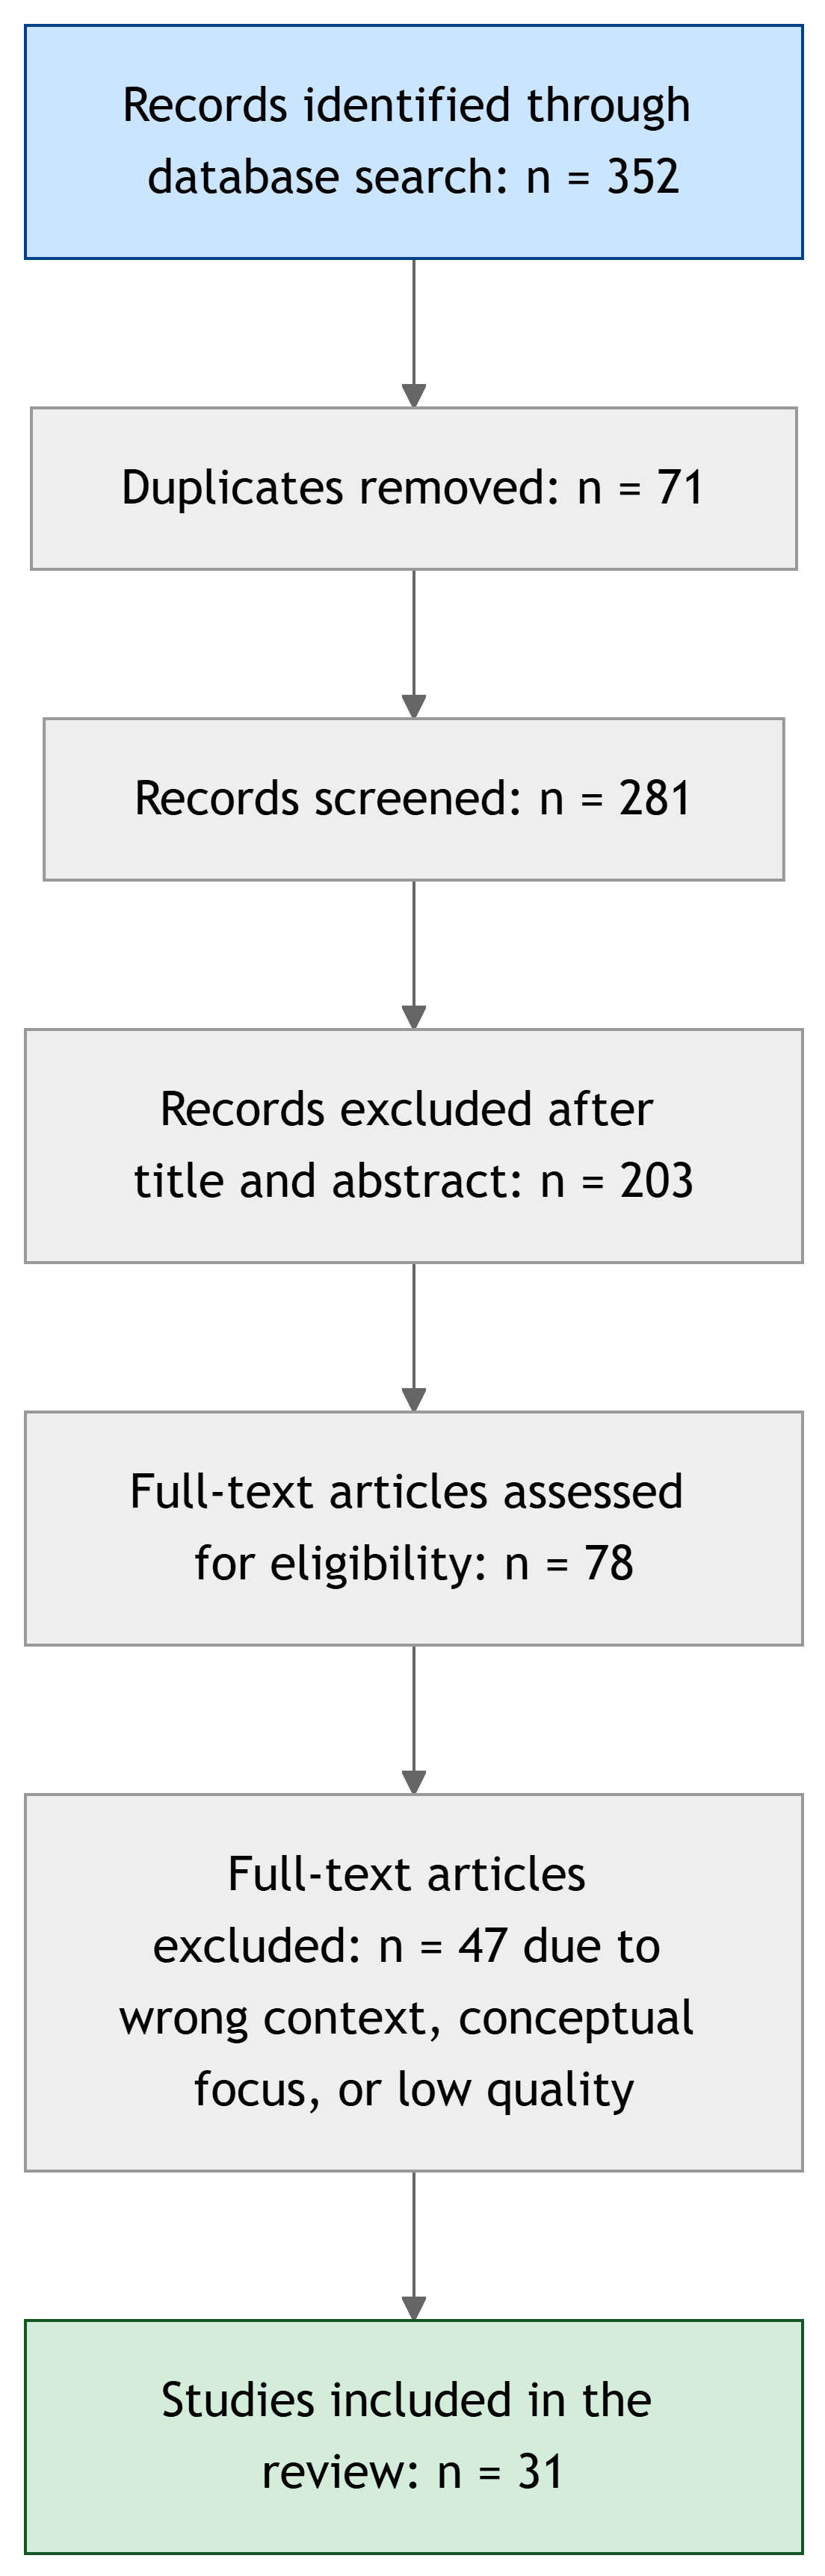 Records identified through
database search: n = 352
Duplicates removed: n = 71
Records screened: n = 281
Records excluded after
title and abstract: n = 203
Full-text articles assessed
for eligibility: n = 78
Full-text articles
excluded: n = 47 due to
wrong context, conceptual
focus, or low quality
Studies included in the
review: n = 31